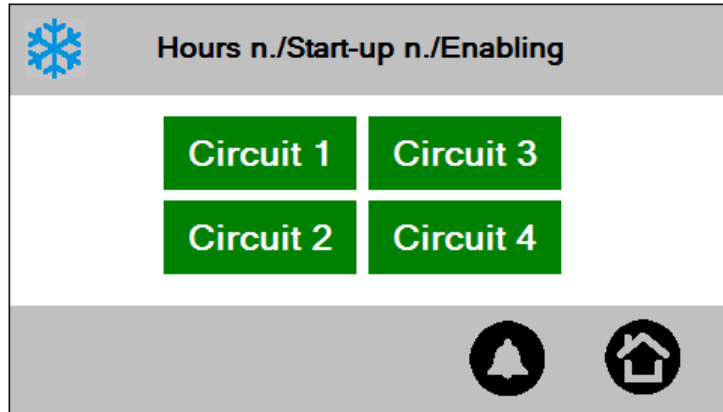 Hours n./Start-up n./Enabling
Circuit 1
Circuit 3
Circuit 2
Circuit 4